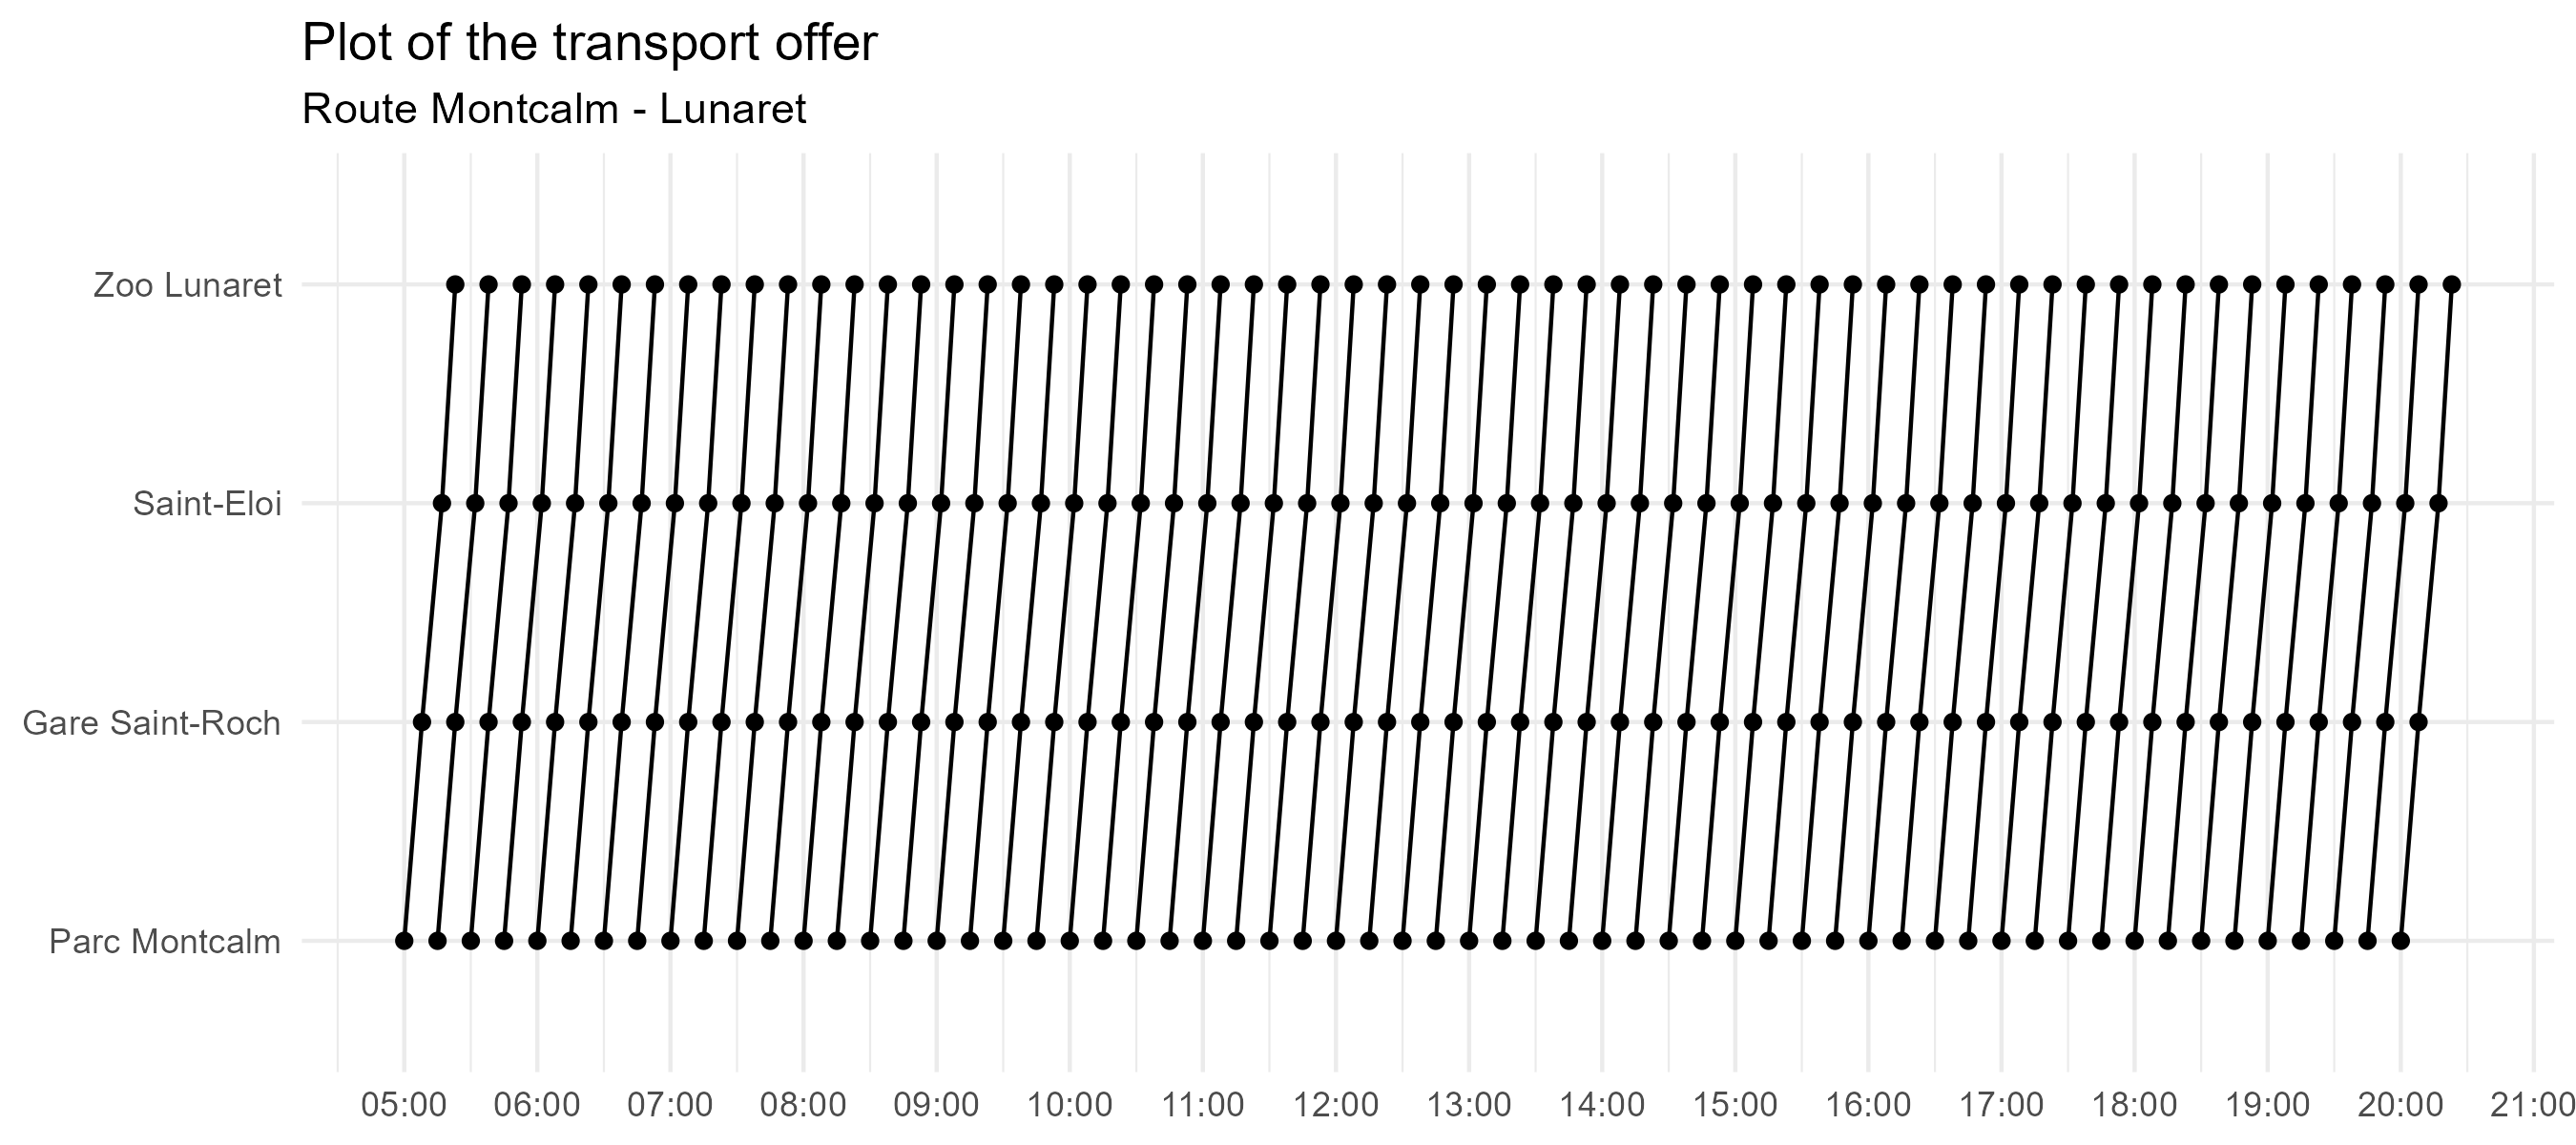 Plot of the transport offer
Route Montcalm - Lunaret
Zoo Lunaret
Saint-Eloi
Gare Saint-Roch
Parc Montcalm
05:00 06:00 07:00 08:00 09:00 10:00 11:00 12:00 13:00 14:00 15:00 16:00 17:00 18:00 19:00 20:00 21:00